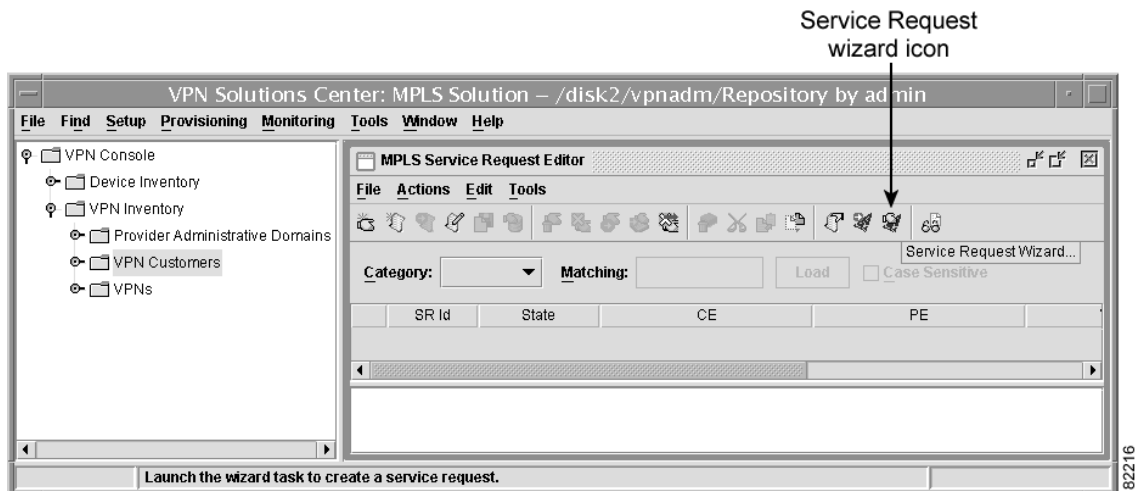 Service Request
wizard icon
VPN Solutions Center: MPLS Solution – /disk2/vpnadm/Repository by admin
File Find Setup Provisioning Monitoring Tools Window Help
VPN Console
Device Inventory
VPN Inventory
Provider Administrative Domains
VPN Customers
VPNs
MPLS Service Request Editor
File Actions Edit Tools
Service Request Wizard...
Category: Matching: Load Case Sensitive
SR Id State CE PE
Launch the wizard task to create a service request.
82216